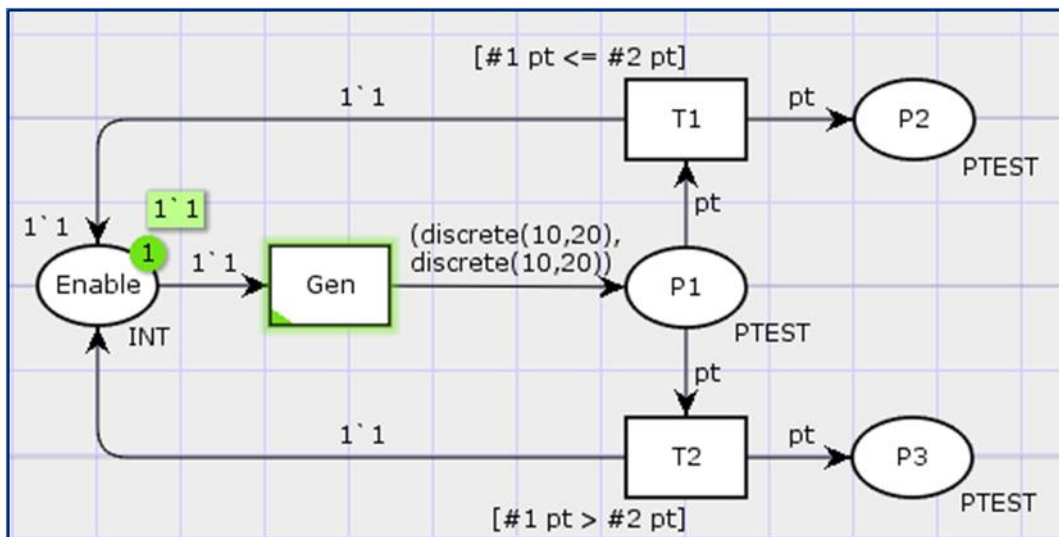 [#1 pt <= #2 pt]
1`1
T1
pt
P2
PTEST
pt
1`1
1`1
1
(discrete(10,20),
discrete(10,20))
Enable
1`1
Gen
P1
INT
PTEST
pt
1`1
T2
pt
P3
PTEST
[#1 pt > #2 pt]